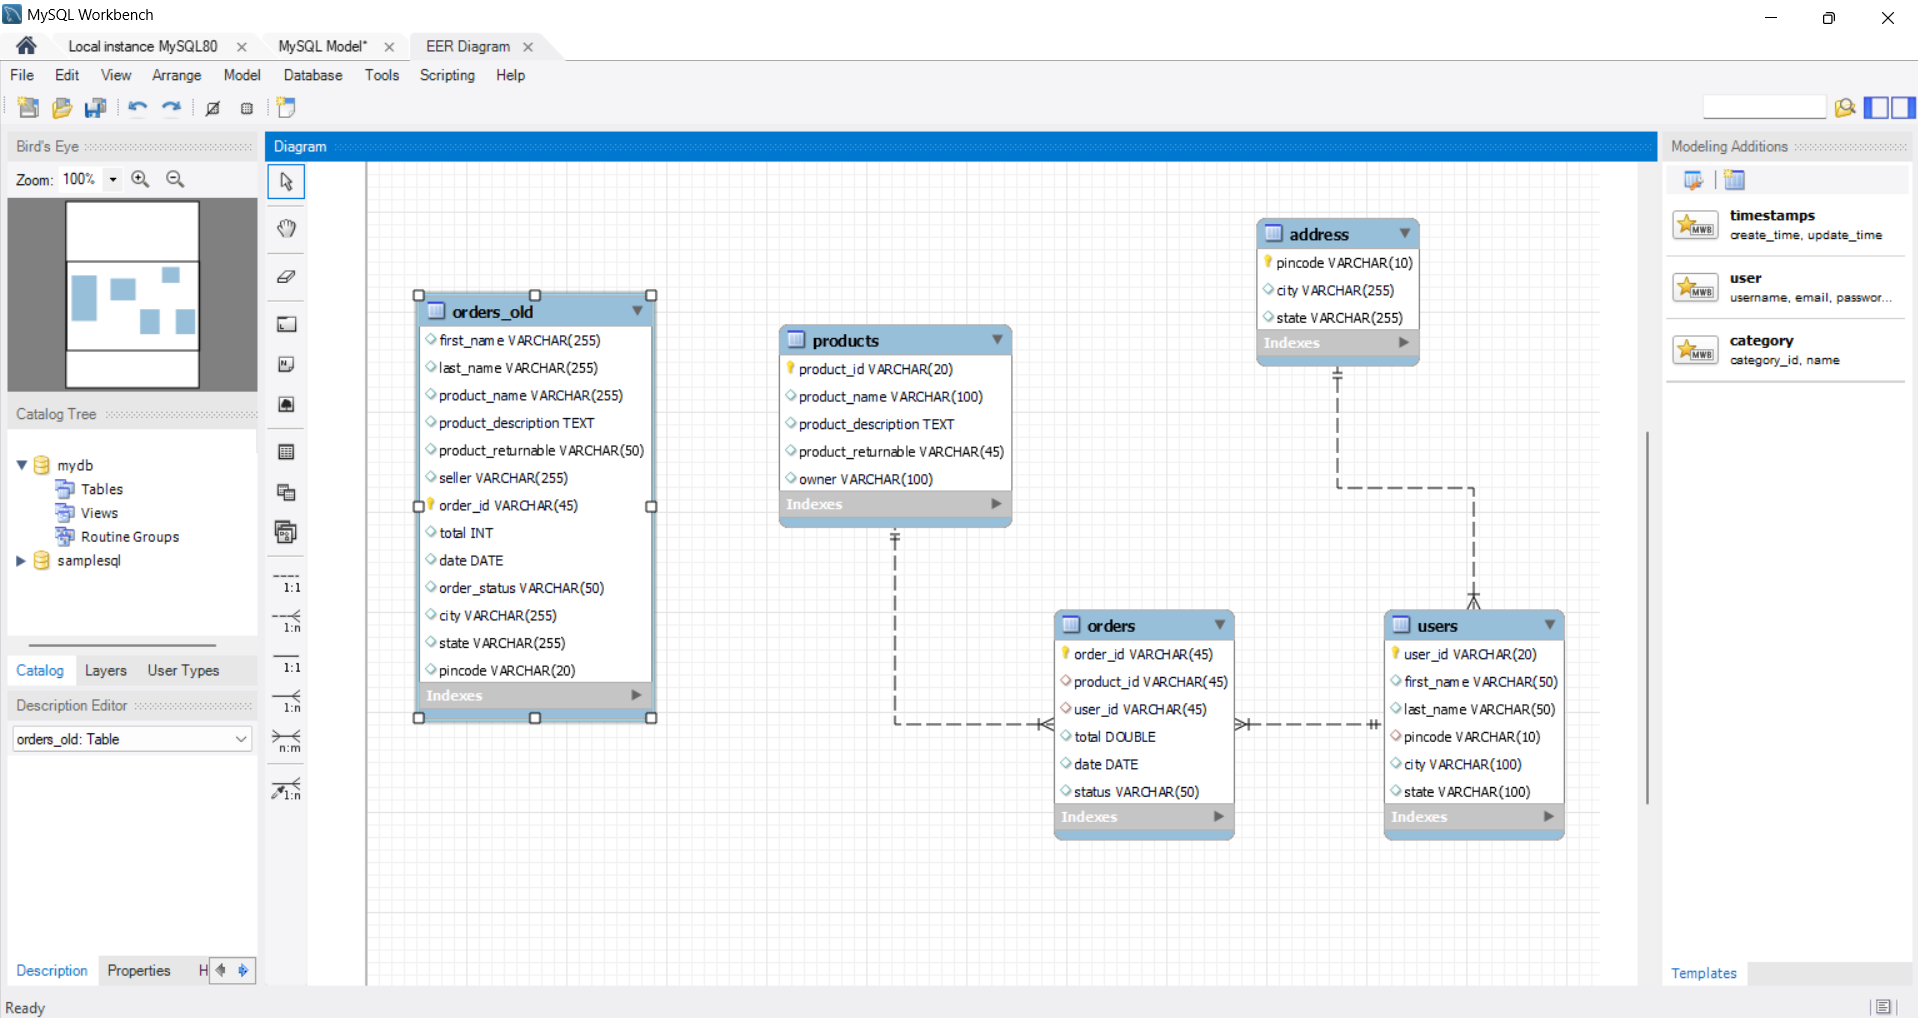 MySQL Workbench
Local instance MySQL80
MySQL Model*
EER Diagram
File Edit View Arrange Model Database Tools Scripting Help
Bird's Eye
Zoom: 100%
Catalog Tree
mydb
Tables
Views
Routine Groups
samplesql
Catalog Layers User Types
Description Editor
orders_old: Table
Description Properties H
Ready
Diagram
1:1
1:n
1:1
1:n
n:m
1:n
orders_old
first_name VARCHAR(255)
last_name VARCHAR(255)
product_name VARCHAR(255)
product_description TEXT
product_returnable VARCHAR(50)
seller VARCHAR(255)
order_id VARCHAR(45)
total INT
date DATE
order_status VARCHAR(50)
city VARCHAR(255)
state VARCHAR(255)
pincode VARCHAR(20)
Indexes
products
product_id VARCHAR(20)
product_name VARCHAR(100)
product_description TEXT
product_returnable VARCHAR(45)
owner VARCHAR(100)
Indexes
address
pincode VARCHAR(10)
city VARCHAR(255)
state VARCHAR(255)
Indexes
orders
order_id VARCHAR(45)
product_id VARCHAR(45)
user_id VARCHAR(45)
total DOUBLE
date DATE
status VARCHAR(50)
Indexes
users
user_id VARCHAR(20)
first_name VARCHAR(50)
last_name VARCHAR(50)
pincode VARCHAR(10)
city VARCHAR(100)
state VARCHAR(100)
Indexes
Modeling Additions
MWB
timestamps
create_time, update_time
MWB
user
username, email, passwor...
MWB
category
category_id, name
Templates